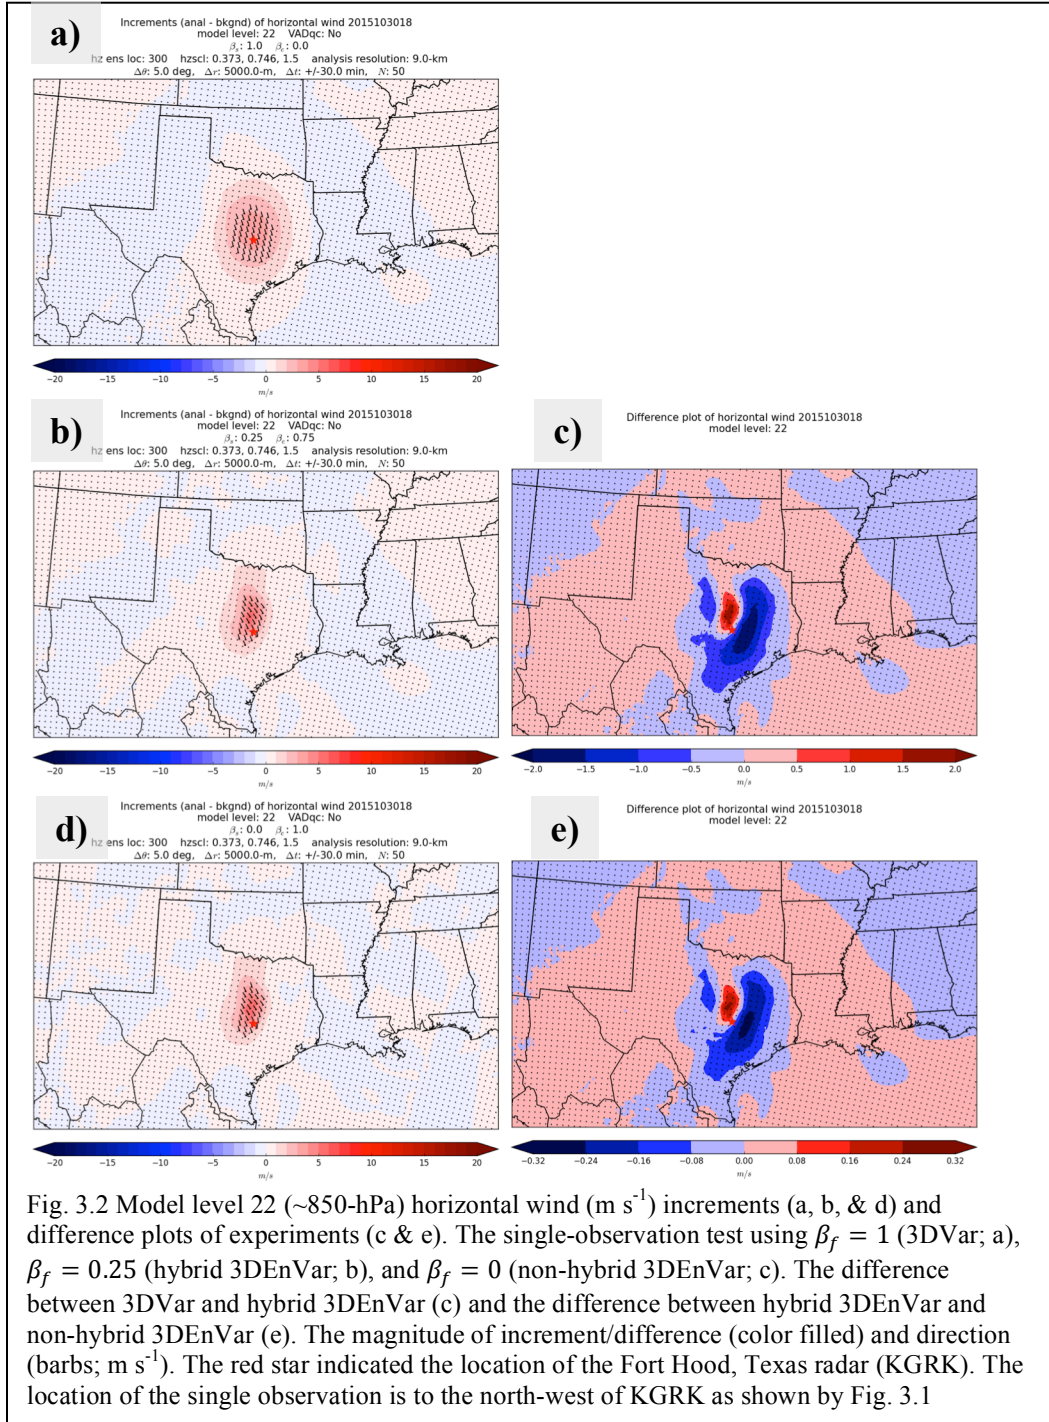 a)
Increments (anal - bkgnd) of horizontal wind 2015103018
model level: 22 VADqc: No
βs: 1.0 βe: 0.0
hz ens loc: 300 hzscl: 0.373, 0.746, 1.5 analysis resolution: 9.0-km
Δθ: 5.0 deg, Δr: 5000.0-m, Δt: +/-30.0 min, N: 50
−20 −15 −10 −5 0 5 10 15 20
m/s
b)
Increments (anal - bkgnd) of horizontal wind 2015103018
model level: 22 VADqc: No
βs: 0.25 βe: 0.75
hz ens loc: 300 hzscl: 0.373, 0.746, 1.5 analysis resolution: 9.0-km
Δθ: 5.0 deg, Δr: 5000.0-m, Δt: +/-30.0 min, N: 50
−20 −15 −10 −5 0 5 10 15 20
m/s
c)
Difference plot of horizontal wind 2015103018
model level: 22
−2.0 −1.5 −1.0 −0.5 0.0 0.5 1.0 1.5 2.0
m/s
d)
Increments (anal - bkgnd) of horizontal wind 2015103018
model level: 22 VADqc: No
βs: 0.0 βe: 1.0
hz ens loc: 300 hzscl: 0.373, 0.746, 1.5 analysis resolution: 9.0-km
Δθ: 5.0 deg, Δr: 5000.0-m, Δt: +/-30.0 min, N: 50
−20 −15 −10 −5 0 5 10 15 20
m/s
e)
Difference plot of horizontal wind 2015103018
model level: 22
−0.32 −0.24 −0.16 −0.08 0.00 0.08 0.16 0.24 0.32
m/s
Fig. 3.2 Model level 22 (~850-hPa) horizontal wind (m s⁻¹) increments (a, b, & d) and
difference plots of experiments (c & e). The single-observation test using β_f = 1 (3DVar; a),
β_f = 0.25 (hybrid 3DEnVar; b), and β_f = 0 (non-hybrid 3DEnVar; c). The difference
between 3DVar and hybrid 3DEnVar (c) and the difference between hybrid 3DEnVar and
non-hybrid 3DEnVar (e). The magnitude of increment/difference (color filled) and direction
(barbs; m s⁻¹). The red star indicated the location of the Fort Hood, Texas radar (KGRK). The
location of the single observation is to the north-west of KGRK as shown by Fig. 3.1